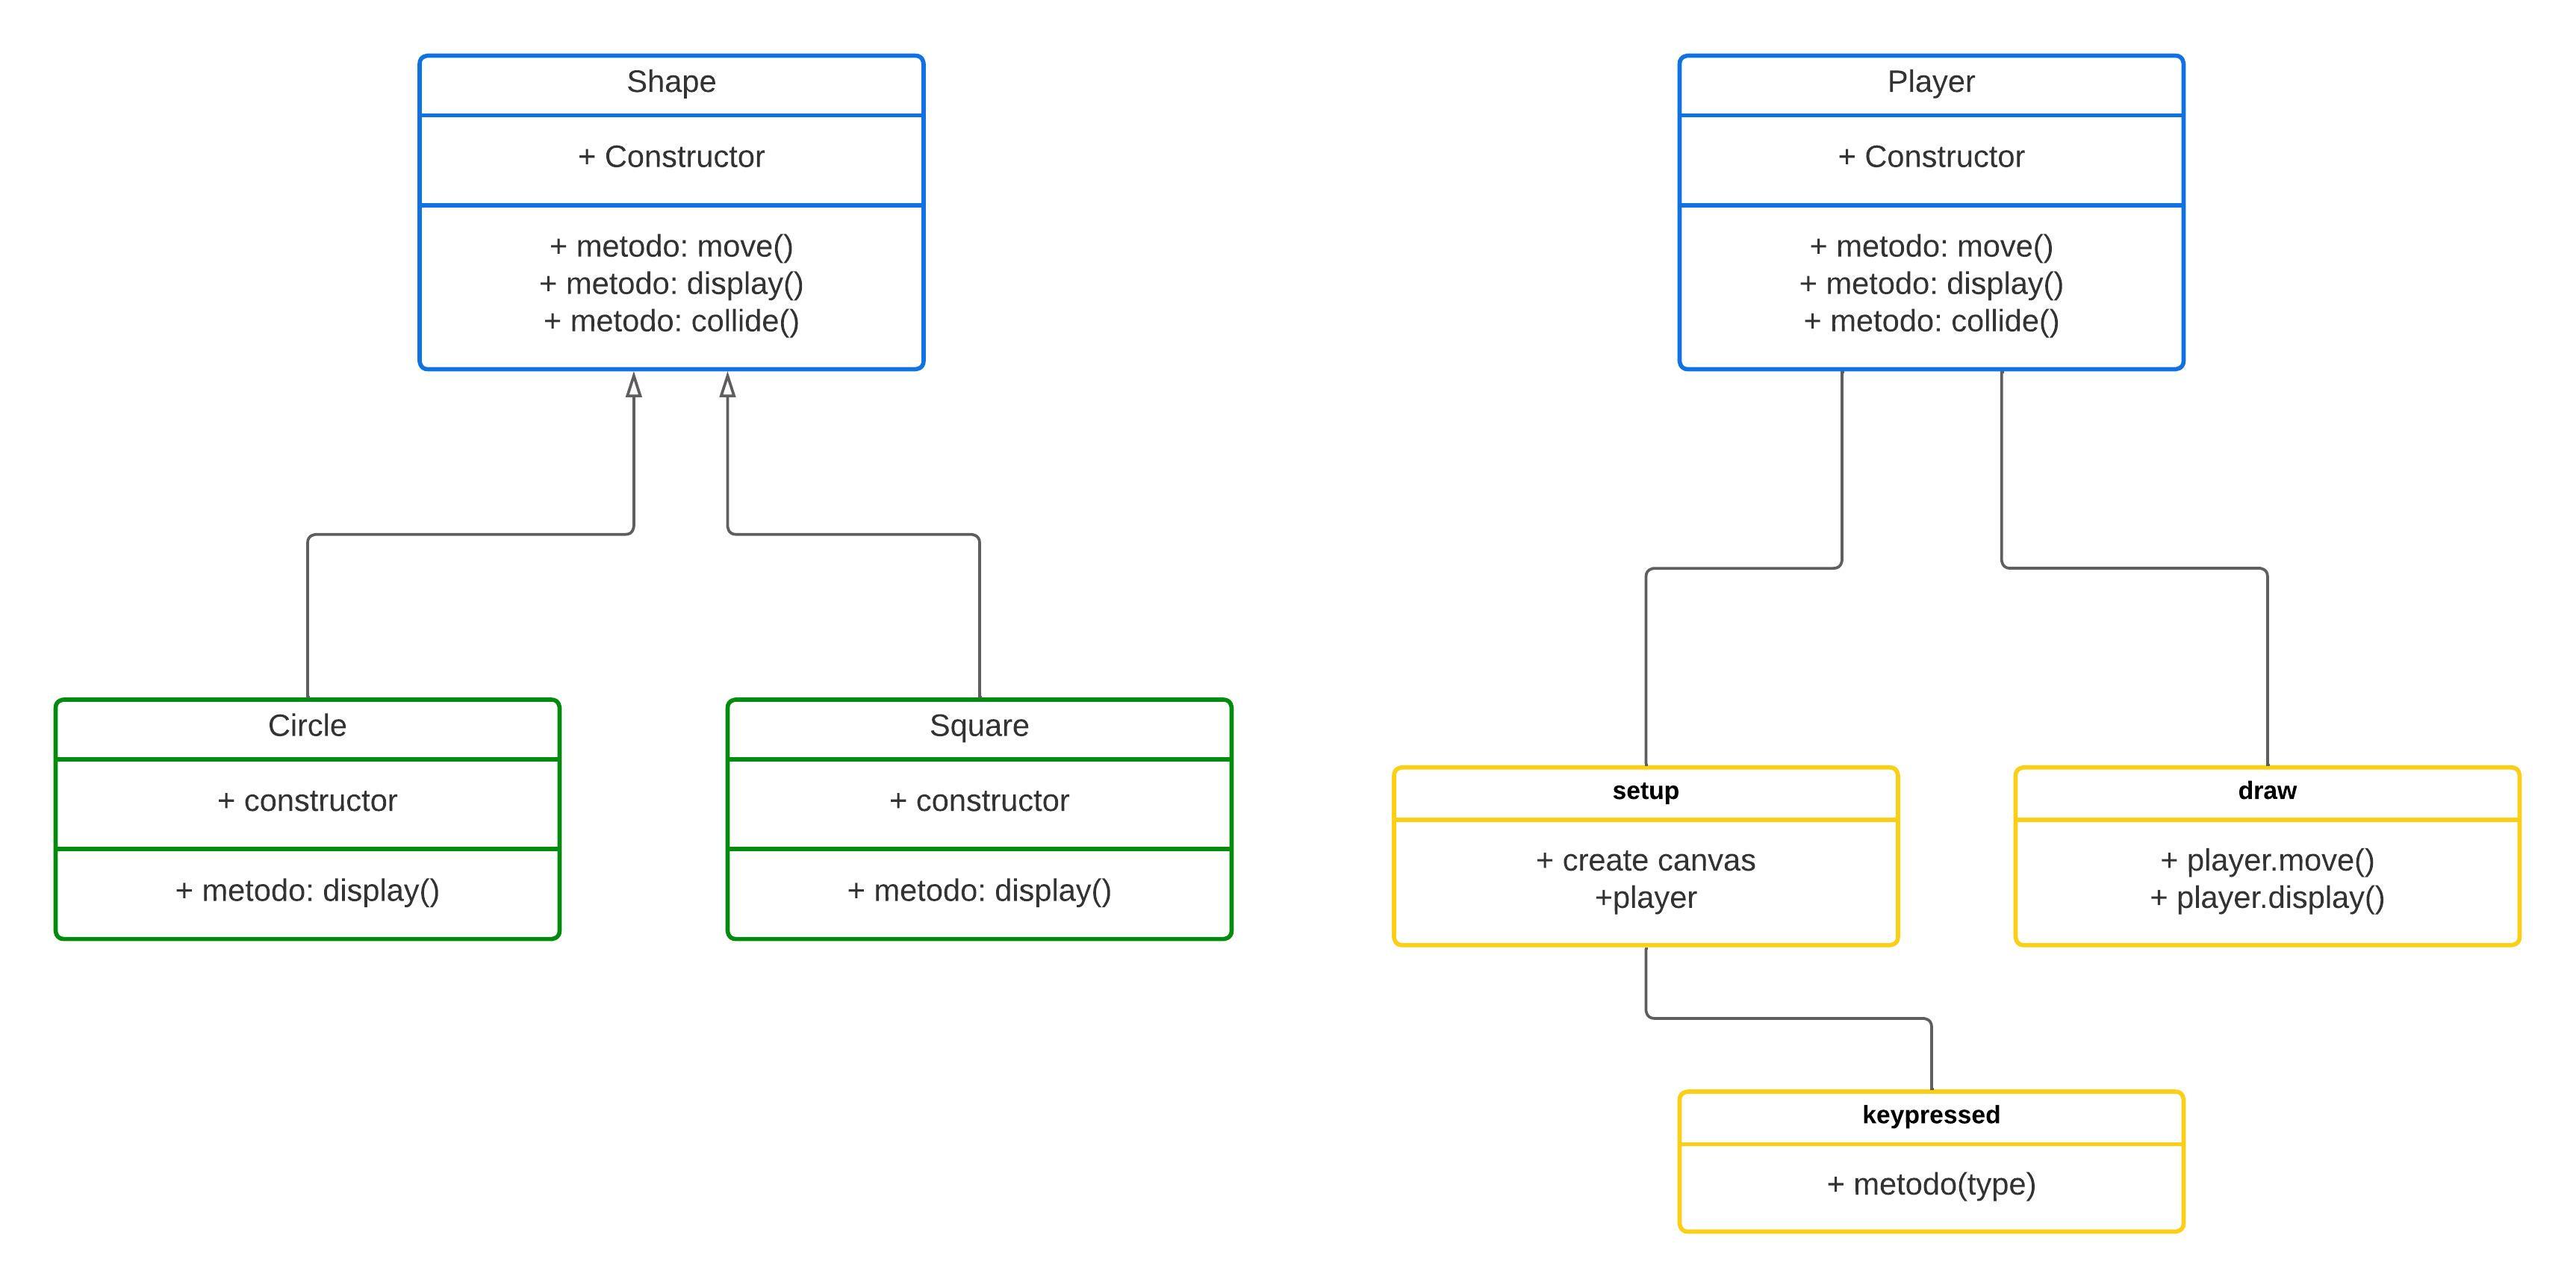 Shape
+ Constructor
+ metodo: move()
+ metodo: display()
+ metodo: collide()
Player
+ Constructor
+ metodo: move()
+ metodo: display()
+ metodo: collide()
Circle
+ constructor
+ metodo: display()
Square
+ constructor
+ metodo: display()
setup
+ create canvas
+player
draw
+ player.move()
+ player.display()
keypressed
+ metodo(type)